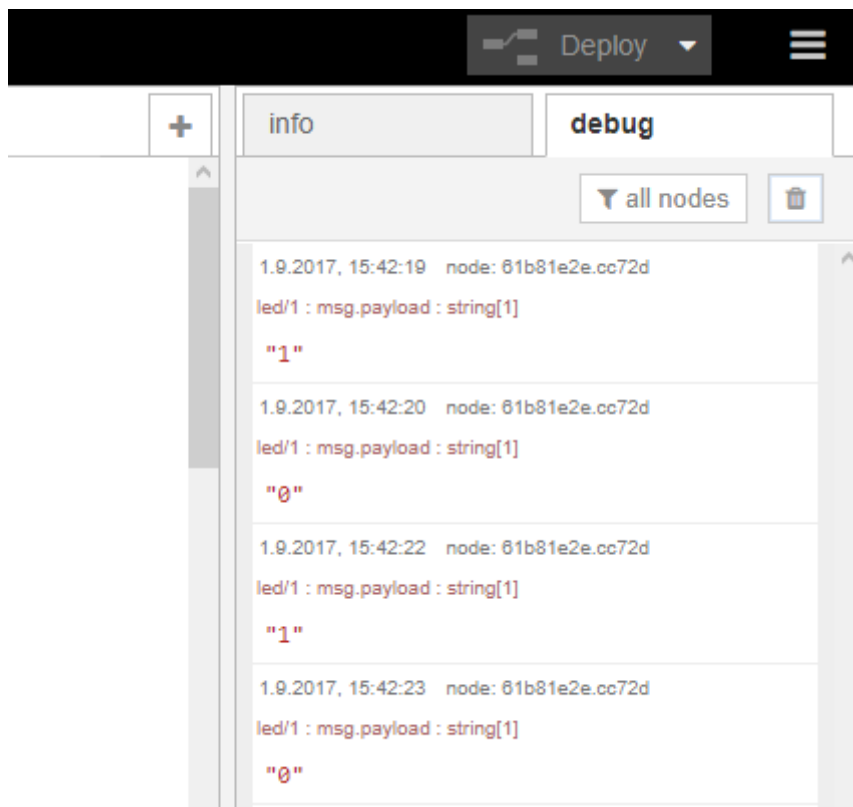 Deploy
info
debug
all nodes
1.9.2017, 15:42:19 node: 61b81e2e.cc72d
led/1 : msg.payload : string[1]
"1"
1.9.2017, 15:42:20 node: 61b81e2e.cc72d
led/1 : msg.payload : string[1]
"0"
1.9.2017, 15:42:22 node: 61b81e2e.cc72d
led/1 : msg.payload : string[1]
"1"
1.9.2017, 15:42:23 node: 61b81e2e.cc72d
led/1 : msg.payload : string[1]
"0"